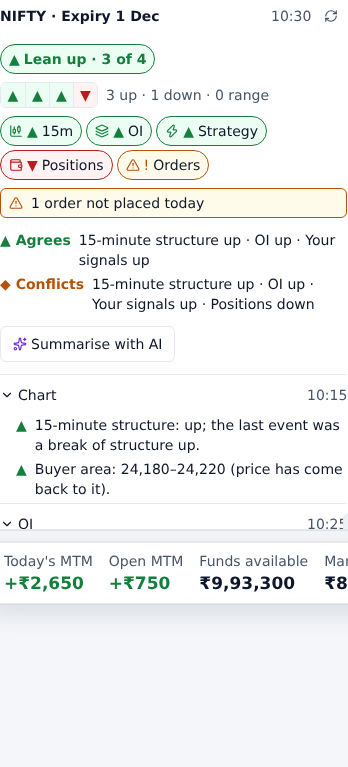 NIFTY · Expiry 1 Dec 10:30
▲ Lean up · 3 of 4
▲ ▲ ▲ ▼ 3 up · 1 down · 0 range
▲ 15m ▲ OI ▲ Strategy
▼ Positions ! Orders
1 order not placed today
▲ Agrees 15-minute structure up · OI up · Your
signals up
◆ Conflicts 15-minute structure up · OI up ·
Your signals up · Positions down
Summarise with AI
Chart 10:15
▲ 15-minute structure: up; the last event was
a break of structure up.
▲ Buyer area: 24,180–24,220 (price has come
back to it).
OI 10:25
Today's MTM Open MTM Funds available
+₹2,650 +₹750 ₹9,93,300 ₹8